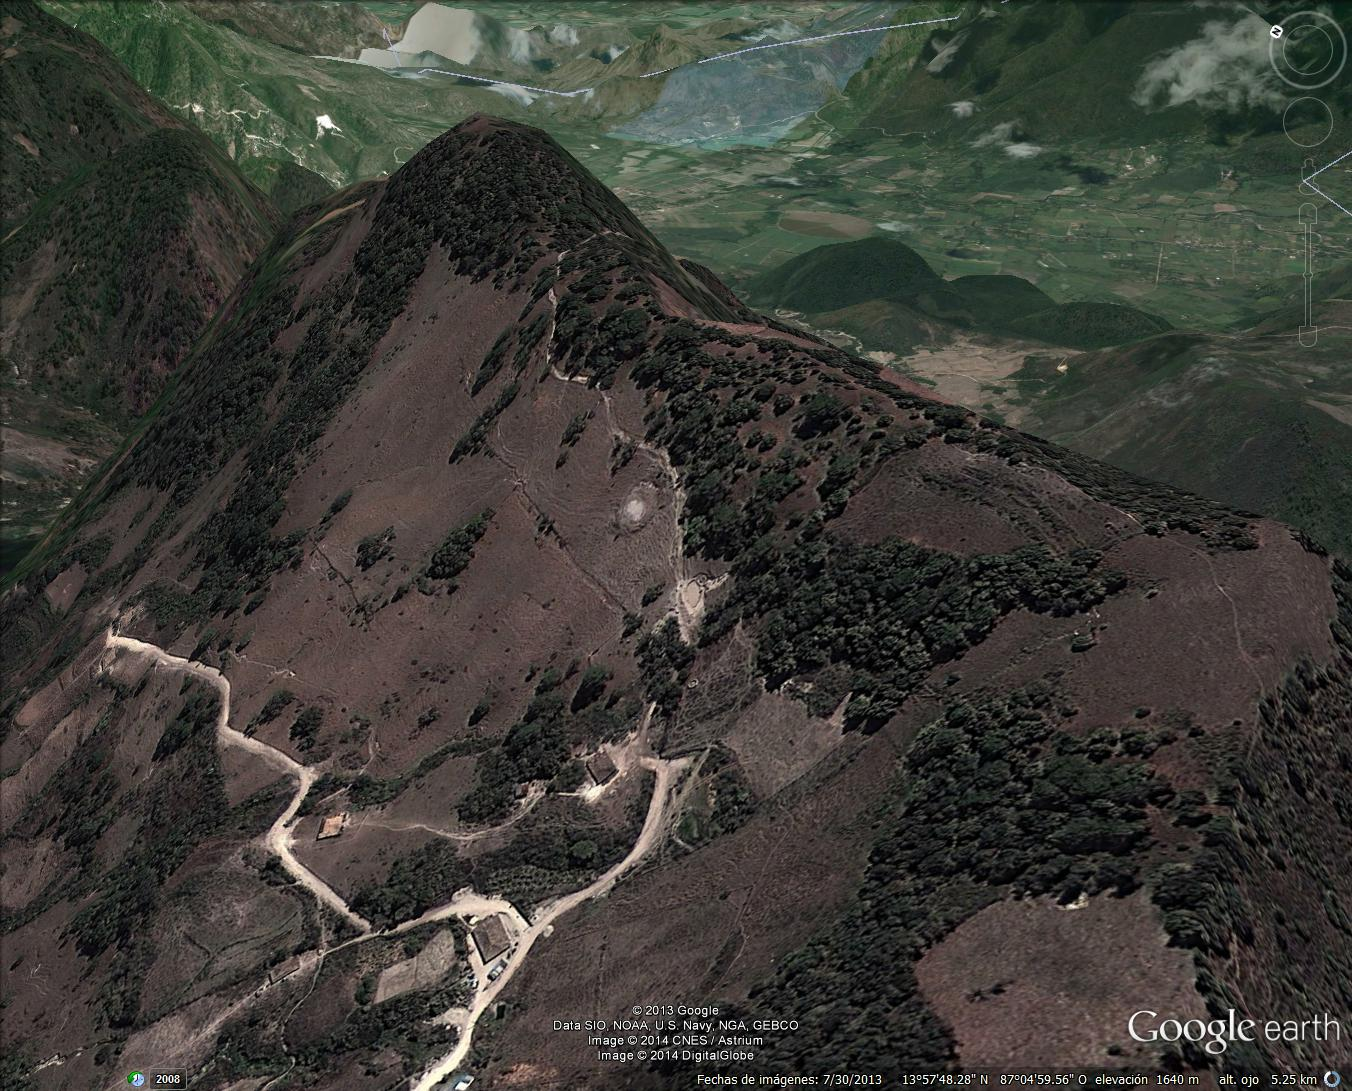 N
© 2013 Google
Data SIO, NOAA, U.S. Navy, NGA, GEBCO
Image © 2014 CNES / Astrium
Image © 2014 DigitalGlobe
Google earth
2008
Fechas de imágenes: 7/30/2013 13°57'48.28" N 87°04'59.56" O elevación 1640 m alt. ojo 5.25 km